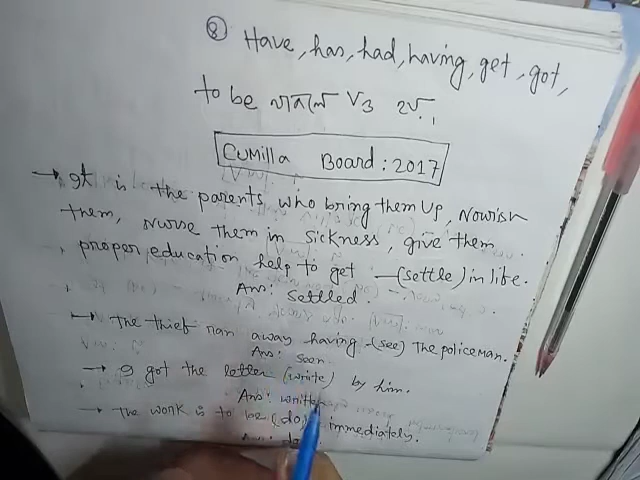 (8) Have, has, had, having, get, got,
to be থাকলে V3 হয়।
Cumilla Board: 2017
→ It is the parents who bring them up, Nourish
them, Nurse them in sickness, give them
proper education help to get —(settle) in life.
Ans: settled.
→ The thief ran away having -(see) The policeman.
Ans: seen.
→ I got the letter (write) by him.
Ans: written
→ The work is to be (do) immediately.
Ans: